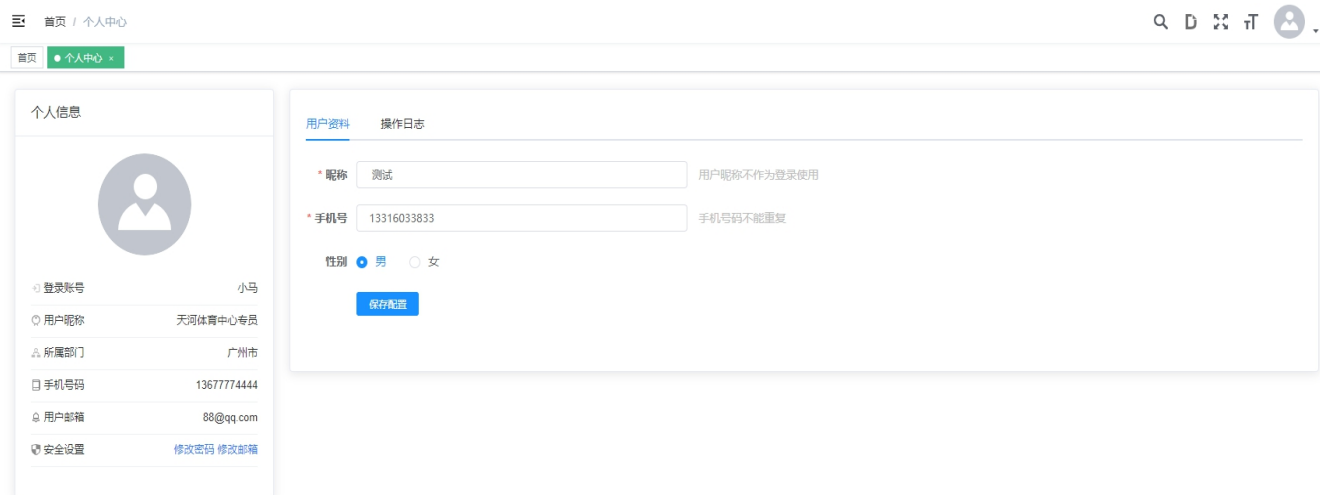 首页 / 个人中心
首页 个人中心 ×
个人信息
登录账号 小马
用户昵称 天河体育中心专员
所属部门 广州市
手机号码 13677774444
用户邮箱 88@qq.com
安全设置 修改密码 修改邮箱
用户资料 操作日志
* 昵称 测试 用户昵称不作为登录使用
* 手机号 13316033833 手机号码不能重复
性别 男 女
保存配置